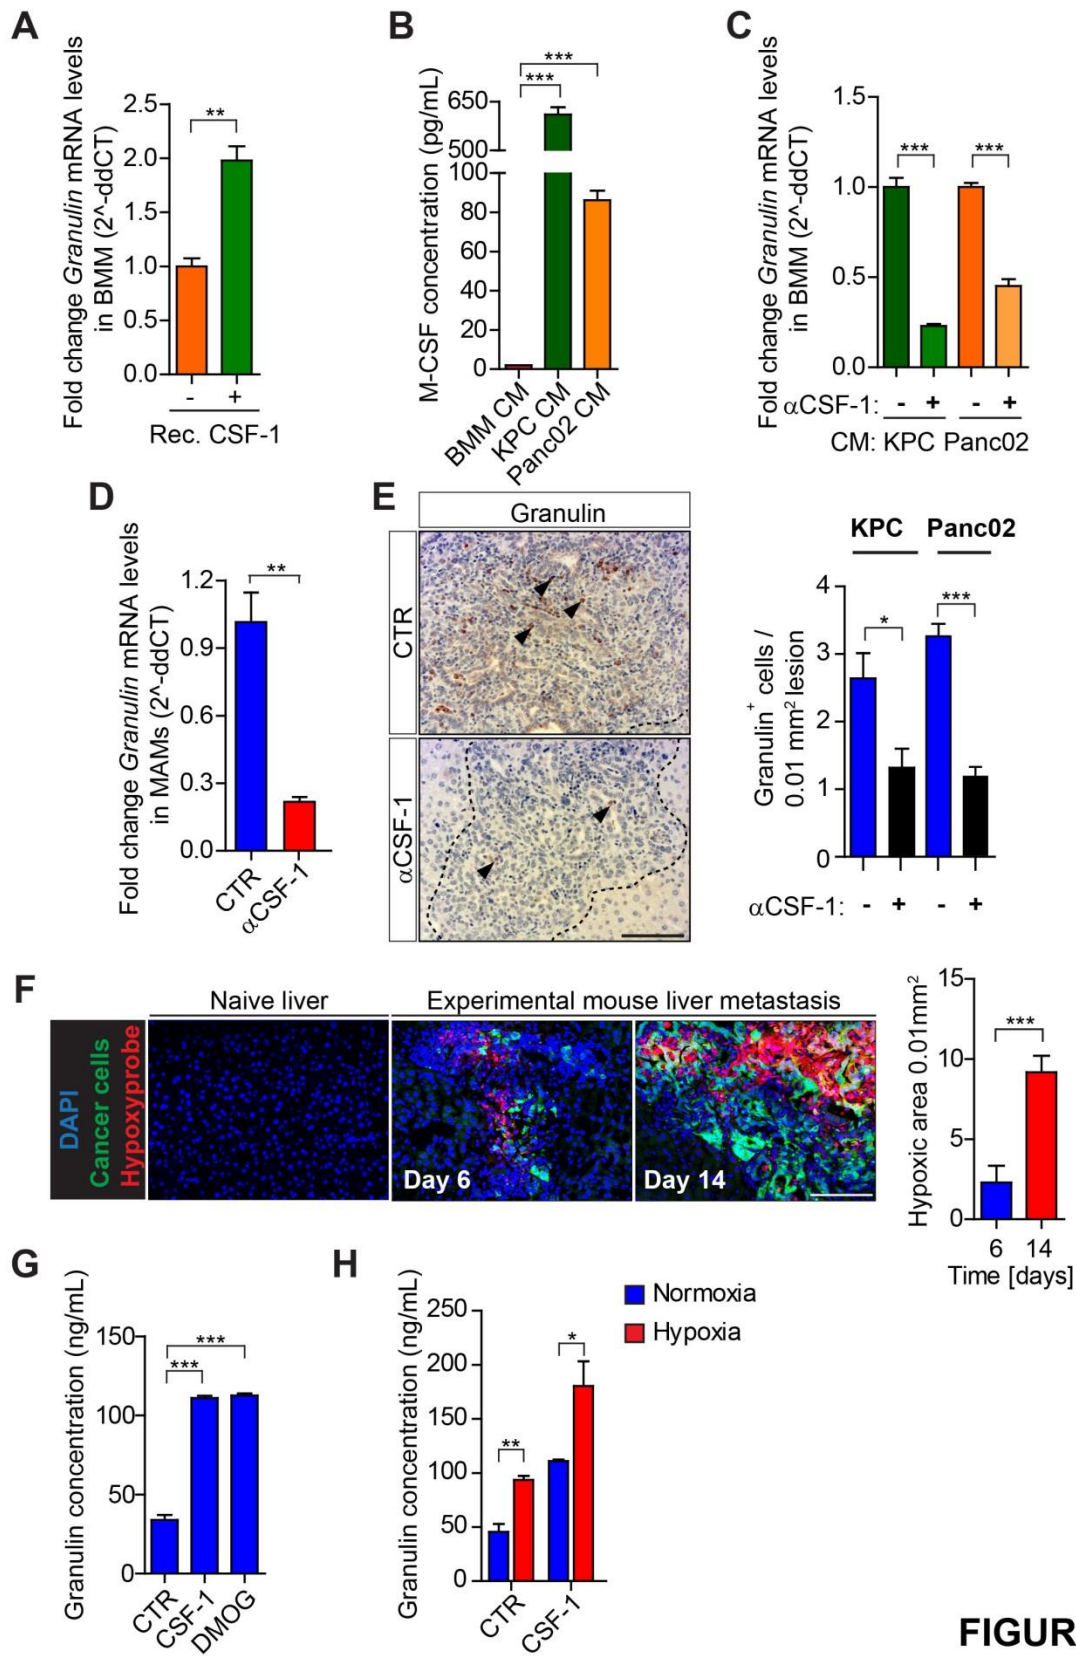 A
Fold change Granulin mRNA levels
in BMM (2^-ddCT)
2.5
2.0
1.5
1.0
0.5
0.0
**
- +
Rec. CSF-1
B
M-CSF concentration (pg/mL)
650
500
100
80
60
40
20
0
***
***
BMM CM
KPC CM
Panc02 CM
C
Fold change Granulin mRNA levels
in BMM (2^-ddCT)
1.5
1.0
0.5
0.0
*** ***
αCSF-1: - + - +
CM: KPC Panc02
D
Fold change Granulin mRNA levels
in MAMs (2^-ddCT)
1.2
0.9
0.6
0.3
0.0
**
CTR
αCSF-1
E
Granulin
CTR
αCSF-1
KPC Panc02
Granulin+ cells /
0.01 mm² lesion
4
3
2
1
0
* ***
αCSF-1: - + - +
F
Naive liver
Experimental mouse liver metastasis
DAPI
Cancer cells
Hypoxyprobe
Day 6
Day 14
Hypoxic area 0.01mm²
15
10
5
0
***
6 14
Time [days]
G
Granulin concentration (ng/mL)
150
100
50
0
***
***
CTR
CSF-1
DMOG
H
Granulin concentration (ng/mL)
250
200
150
100
50
0
**
*
CTR
CSF-1
Normoxia
Hypoxia
FIGUR